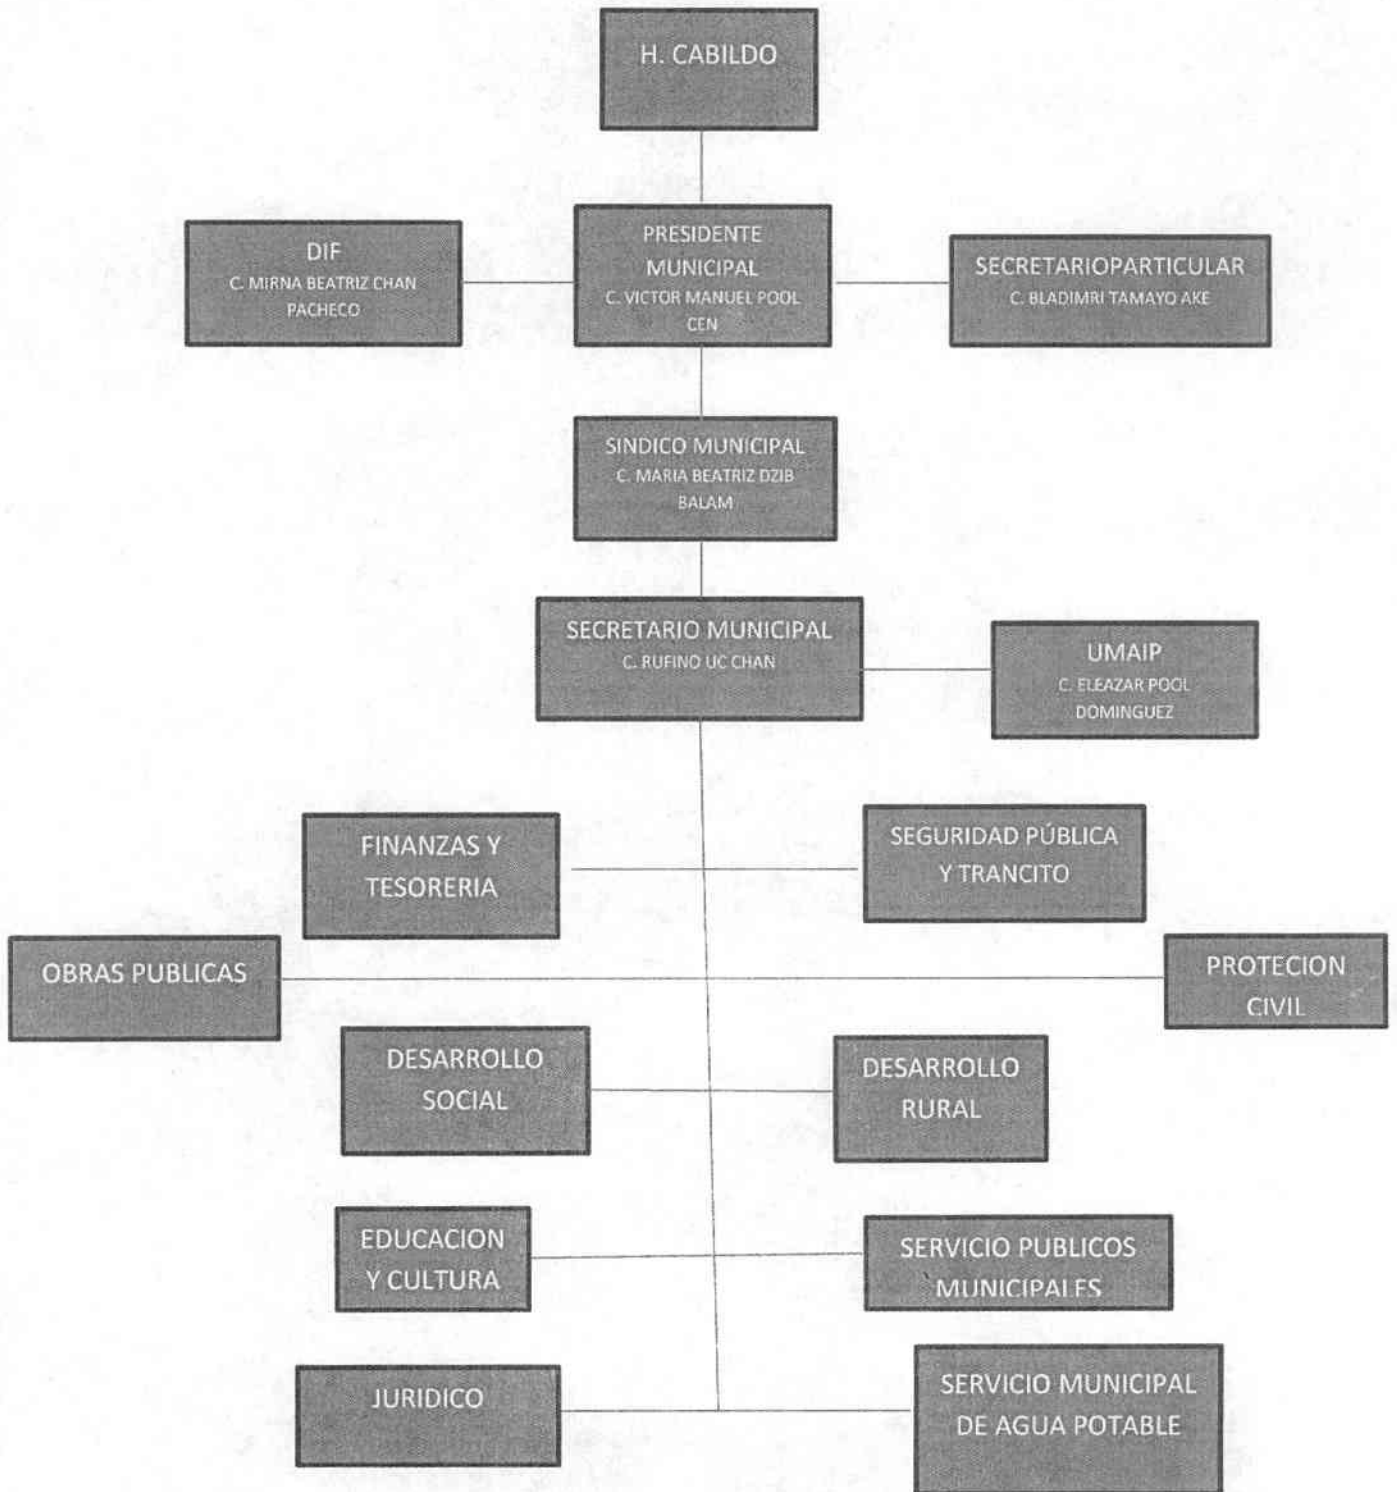 H. CABILDO
DIF
C. MIRNA BEATRIZ CHAN
PACHECO
PRESIDENTE
MUNICIPAL
C. VICTOR MANUEL POOL
CEN
SECRETARIOPARTICULAR
C. BLADIMRI TAMAYO AKE
SINDICO MUNICIPAL
C. MARIA BEATRIZ DZIB
BALAM
SECRETARIO MUNICIPAL
C. RUFINO UC CHAN
UMAIP
C. ELEAZAR POOL
DOMINGUEZ
FINANZAS Y
TESORERIA
SEGURIDAD PÚBLICA
Y TRANCITO
OBRAS PUBLICAS
PROTECION
CIVIL
DESARROLLO
SOCIAL
DESARROLLO
RURAL
EDUCACION
Y CULTURA
SERVICIO PUBLICOS
MUNICIPALES
JURIDICO
SERVICIO MUNICIPAL
DE AGUA POTABLE